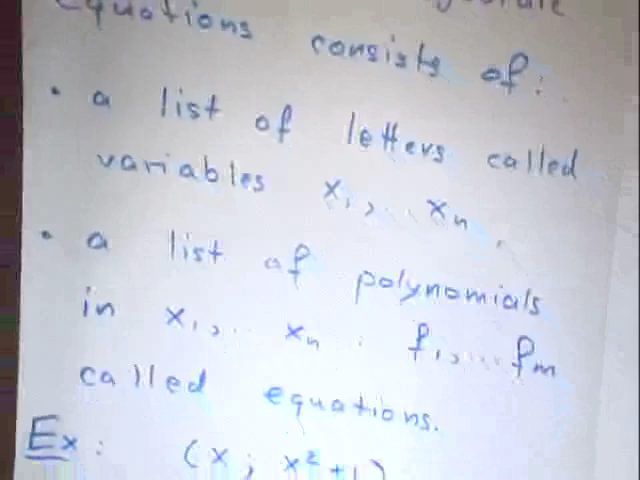 equations consists of:
• a list of letters called
variables x₁,... xₙ.
• a list of polynomials
in x₁,... xₙ : f₁,... fₘ
called equations.
Ex: (x; x²+1)